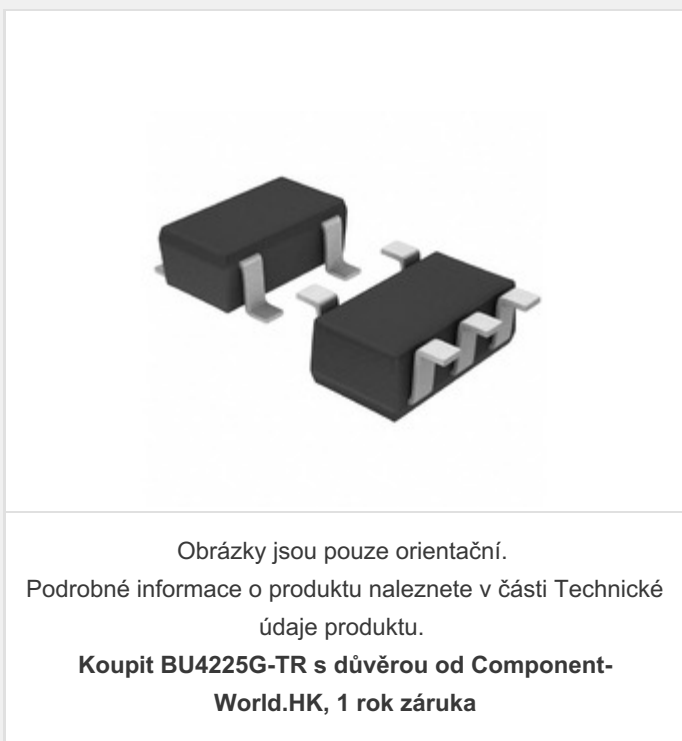 Obrázky jsou pouze orientační.
Podrobné informace o produktu naleznete v části Technické
údaje produktu.
Koupit BU4225G-TR s důvěrou od Component-
World.HK, 1 rok záruka